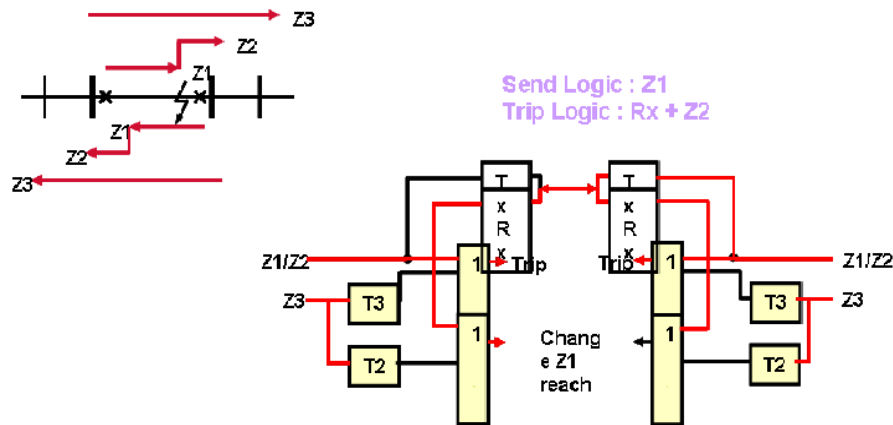 Z3
Z2
Z1
Z1
Z2
Z3
Send Logic : Z1
Trip Logic : Rx + Z2
T T
x x
R R
x x
Z1/Z2 1 Trip Trip 1 Z1/Z2
Z3 T3 T3 Z3
1 Chang 1
T2 e Z1 T2
reach